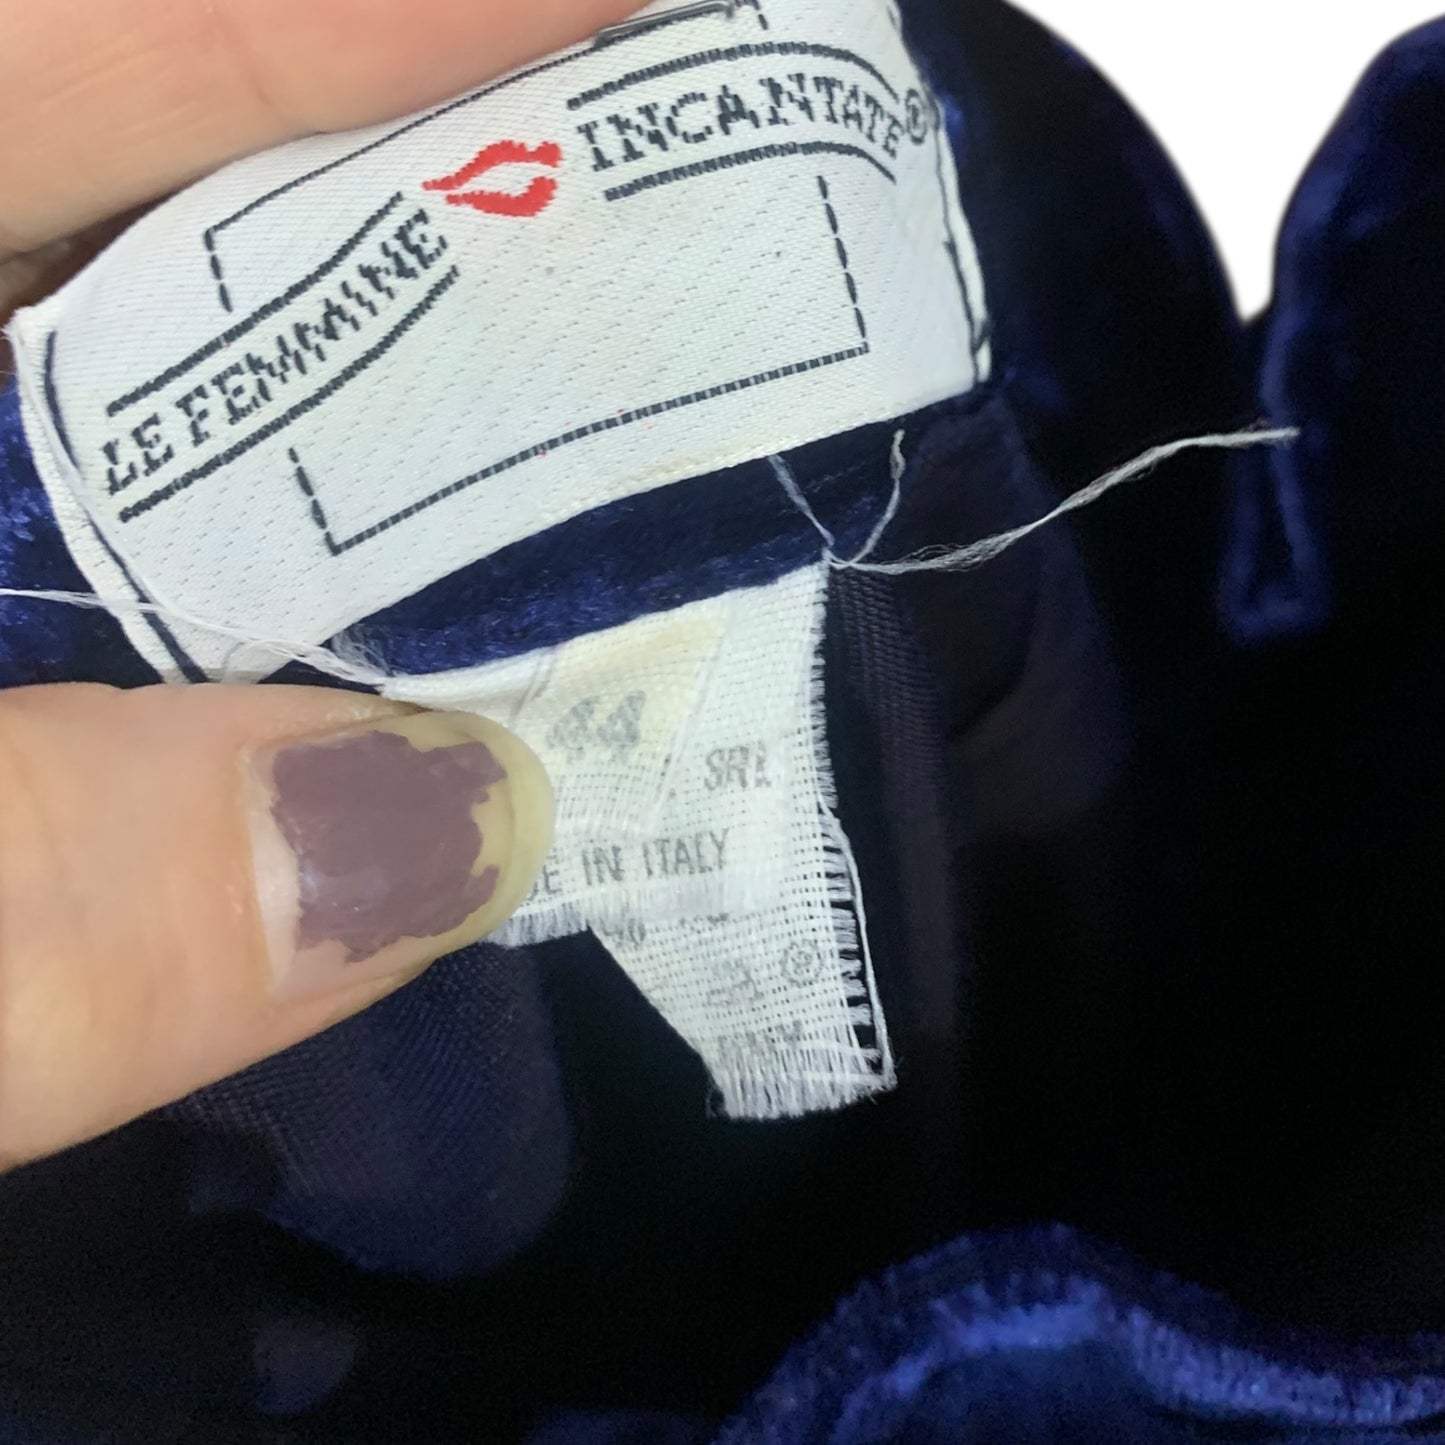 LE FEMMINE INCANTATE®
44
SRL
IN ITALY
%
®